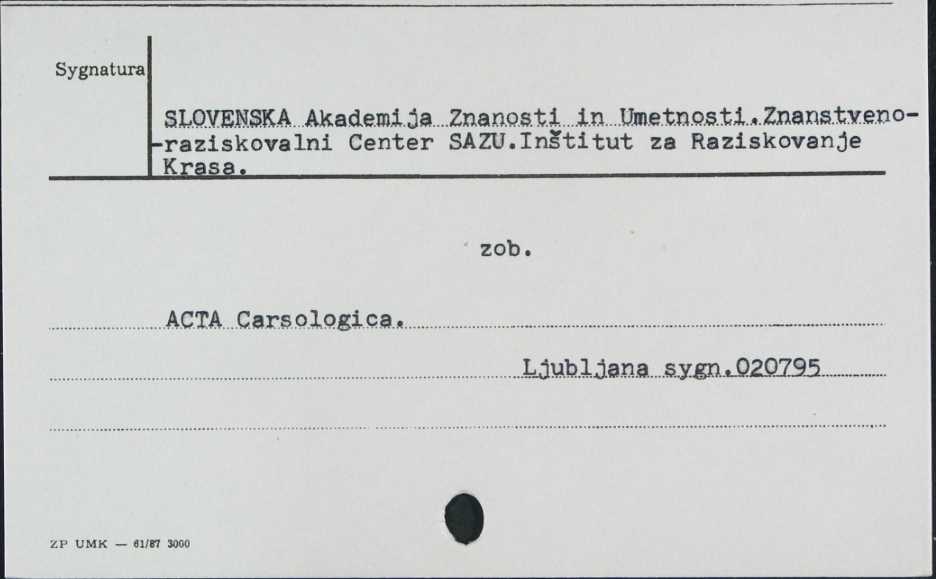 Sygnatura
SLOVENSKA Akademija Znanosti in Umetnosti.Znanstveno-
-raziskovalni Center SAZU.Inštitut za Raziskovanje
Krasa.
zob.
ACTA Carsologica.
Ljubljana sygn.020795
ZP UMK — 61/87 3000